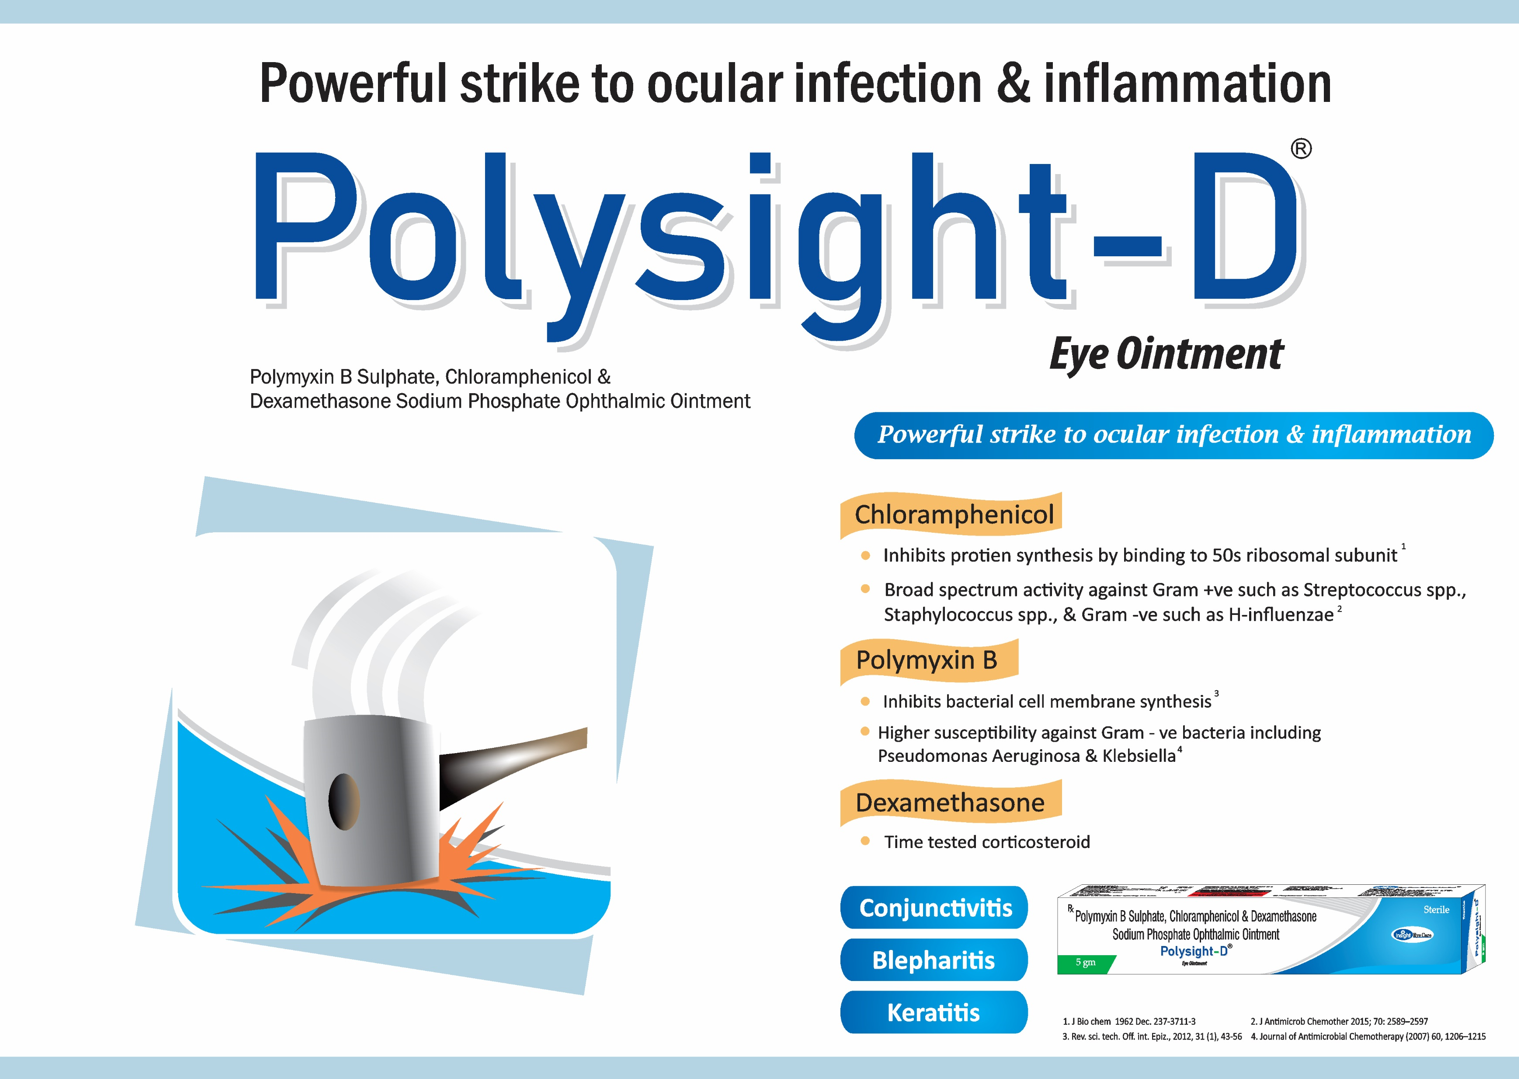 Powerful strike to ocular infection & inflammation
Polysight-D®
Eye Ointment
Polymyxin B Sulphate, Chloramphenicol &
Dexamethasone Sodium Phosphate Ophthalmic Ointment
Powerful strike to ocular infection & inflammation
Chloramphenicol
Inhibits protien synthesis by binding to 50s ribosomal subunit 1
Broad spectrum activity against Gram +ve such as Streptococcus spp.,
Staphylococcus spp., & Gram -ve such as H-influenzae 2
Polymyxin B
Inhibits bacterial cell membrane synthesis 3
Higher susceptibility against Gram - ve bacteria including
Pseudomonas Aeruginosa & Klebsiella 4
Dexamethasone
Time tested corticosteroid
Conjunctivitis
Blepharitis
Keratitis
Rx
Polymyxin B Sulphate, Chloramphenicol & Dexamethasone
Sodium Phosphate Ophthalmic Ointment
Polysight-D®
Eye Ointment
5 gm
Sterile
Polysight-D®
1. J Bio chem 1962 Dec. 237-3711-3
2. J Antimicrob Chemother 2015; 70: 2589–2597
3. Rev. sci. tech. Off. int. Epiz., 2012, 31 (1), 43-56
4. Journal of Antimicrobial Chemotherapy (2007) 60, 1206–1215